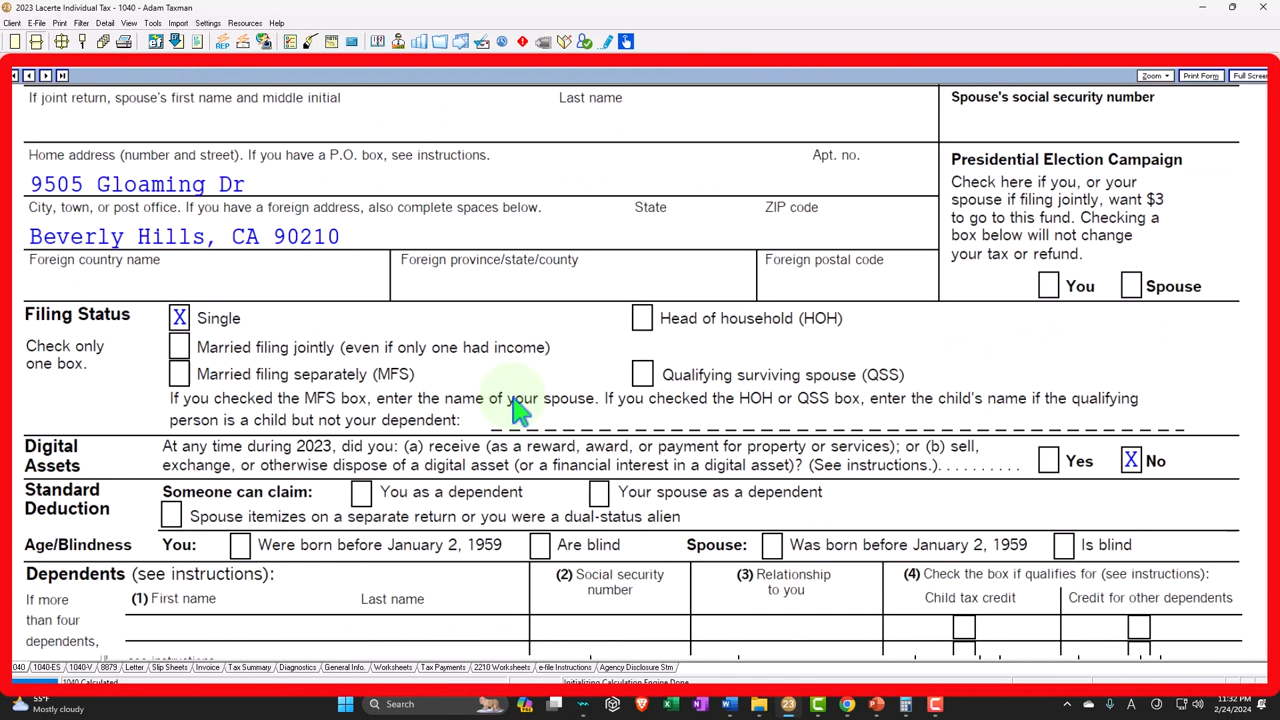 2023 Lacerte Individual Tax - 1040 - Adam Taxman
Client E-File Print Filter Detail View Tools Import Settings Resources Help
Zoom Print Form Full Screen
If joint return, spouse's first name and middle initial Last name Spouse's social security number
Home address (number and street). If you have a P.O. box, see instructions. Apt. no.
9505 Gloaming Dr
City, town, or post office. If you have a foreign address, also complete spaces below. State ZIP code
Beverly Hills, CA 90210
Foreign country name Foreign province/state/county Foreign postal code
Presidential Election Campaign
Check here if you, or your
spouse if filing jointly, want $3
to go to this fund. Checking a
box below will not change
your tax or refund.
You Spouse
Filing Status X Single Head of household (HOH)
Check only
one box.
Married filing jointly (even if only one had income)
Married filing separately (MFS) Qualifying surviving spouse (QSS)
If you checked the MFS box, enter the name of your spouse. If you checked the HOH or QSS box, enter the child's name if the qualifying
person is a child but not your dependent:
Digital
Assets
At any time during 2023, did you: (a) receive (as a reward, award, or payment for property or services); or (b) sell,
exchange, or otherwise dispose of a digital asset (or a financial interest in a digital asset)? (See instructions.). . . . . . . . . . Yes X No
Standard
Deduction
Someone can claim: You as a dependent Your spouse as a dependent
Spouse itemizes on a separate return or you were a dual-status alien
Age/Blindness You: Were born before January 2, 1959 Are blind Spouse: Was born before January 2, 1959 Is blind
Dependents (see instructions): (2) Social security
number (3) Relationship
to you (4) Check the box if qualifies for (see instructions):
If more
than four
dependents,
(1) First name Last name Child tax credit Credit for other dependents
see instructions
1040 1040-ES 1040-V 8879 Letter Slip Sheets Invoice Tax Summary Diagnostics General Info. Worksheets Tax Payments 2210 Worksheets e-file Instructions Agency Disclosure Stm
1040 Calculated Initializing Calculation Engine Done
55°F
Mostly cloudy
Search
23
11:32 PM
2/24/2024